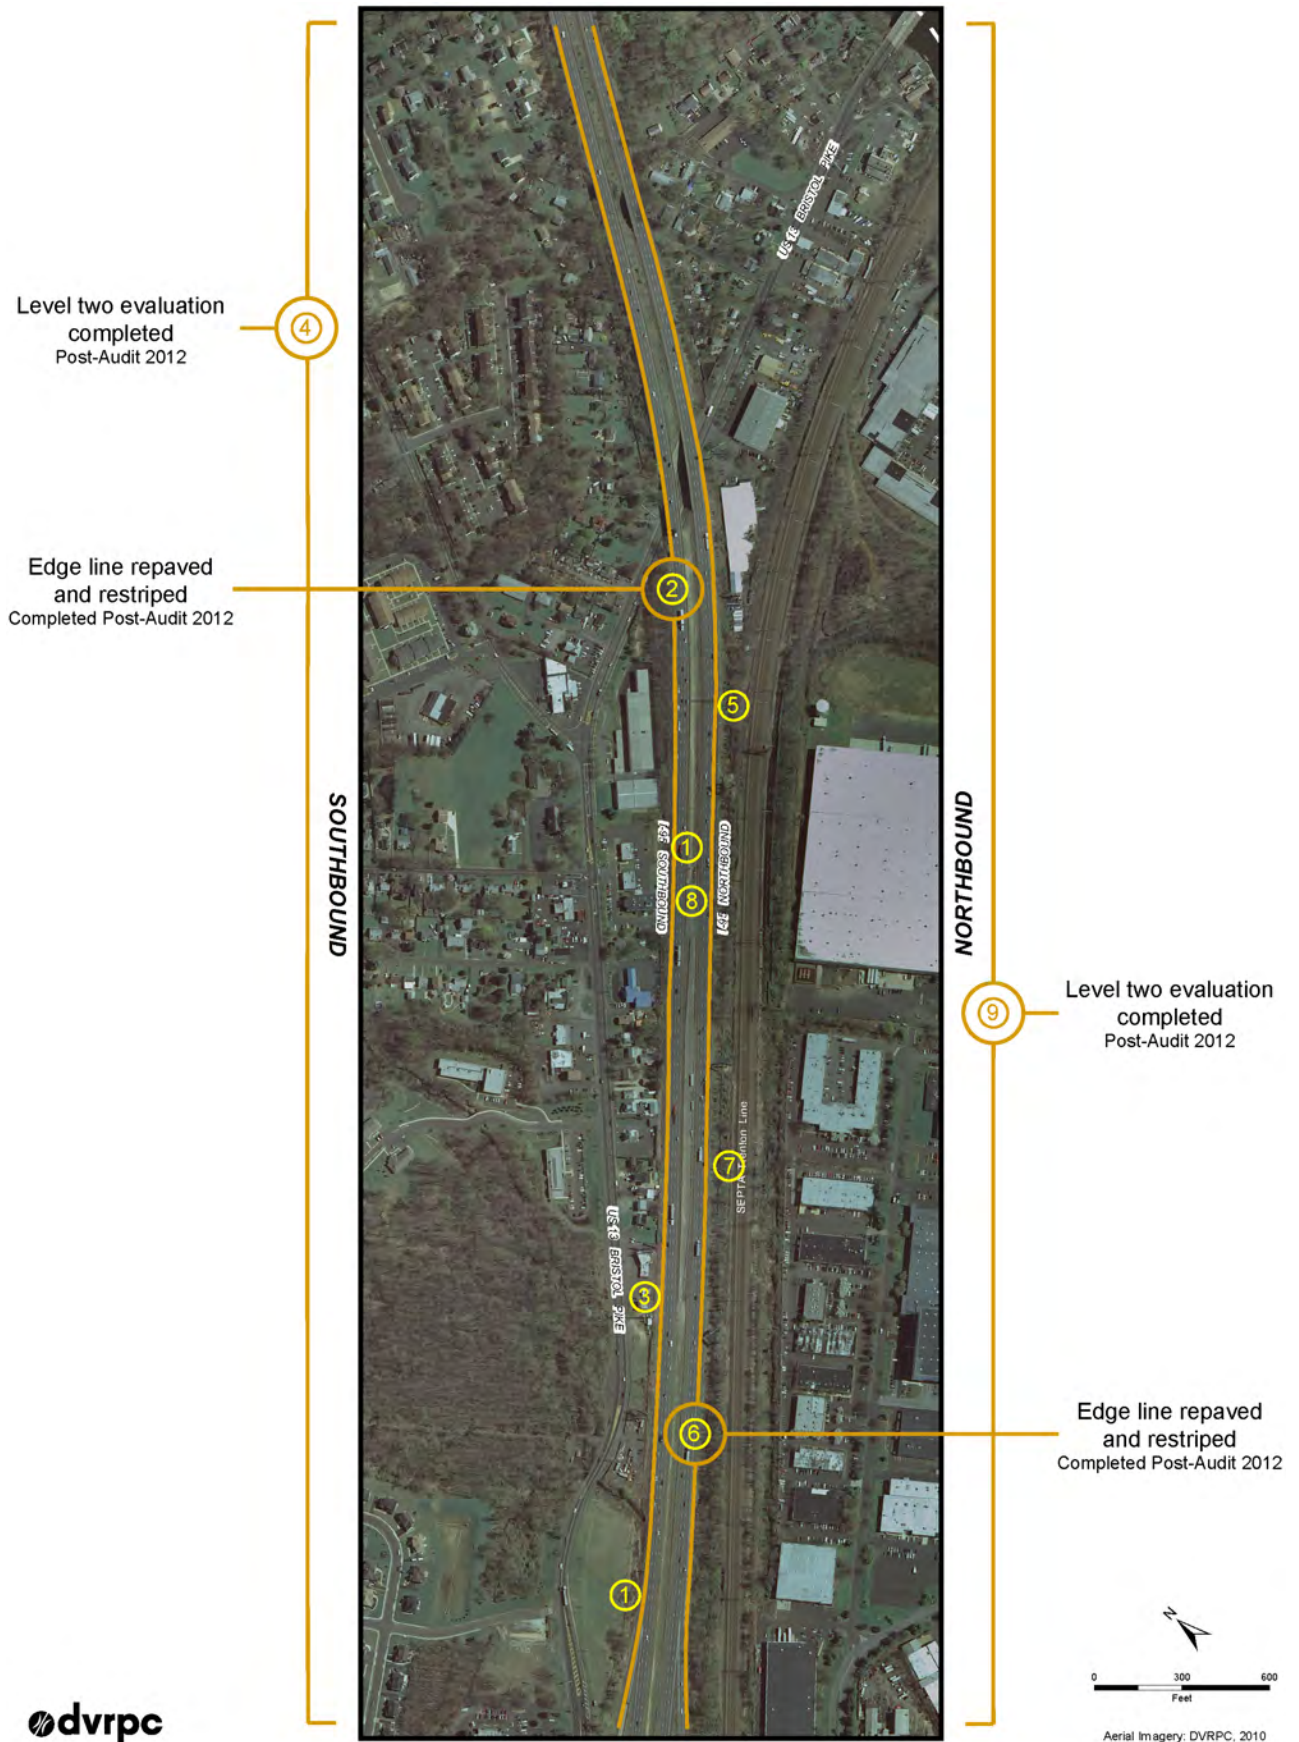 US 13 BRISTOL PIKE
Level two evaluation
completed
Post-Audit 2012
4
Edge line repaved
and restriped
Completed Post-Audit 2012
2
5
SOUTHBOUND
NORTHBOUND
1
I-95 SOUTHBOUND
I-95 NORTHBOUND
8
Level two evaluation
completed
Post-Audit 2012
9
7
SEPTA Trenton Line
US 13 BRISTOL PIKE
3
Edge line repaved
and restriped
Completed Post-Audit 2012
6
1
N
0 300 600
Feet
dvrpc
Aerial Imagery: DVRPC, 2010